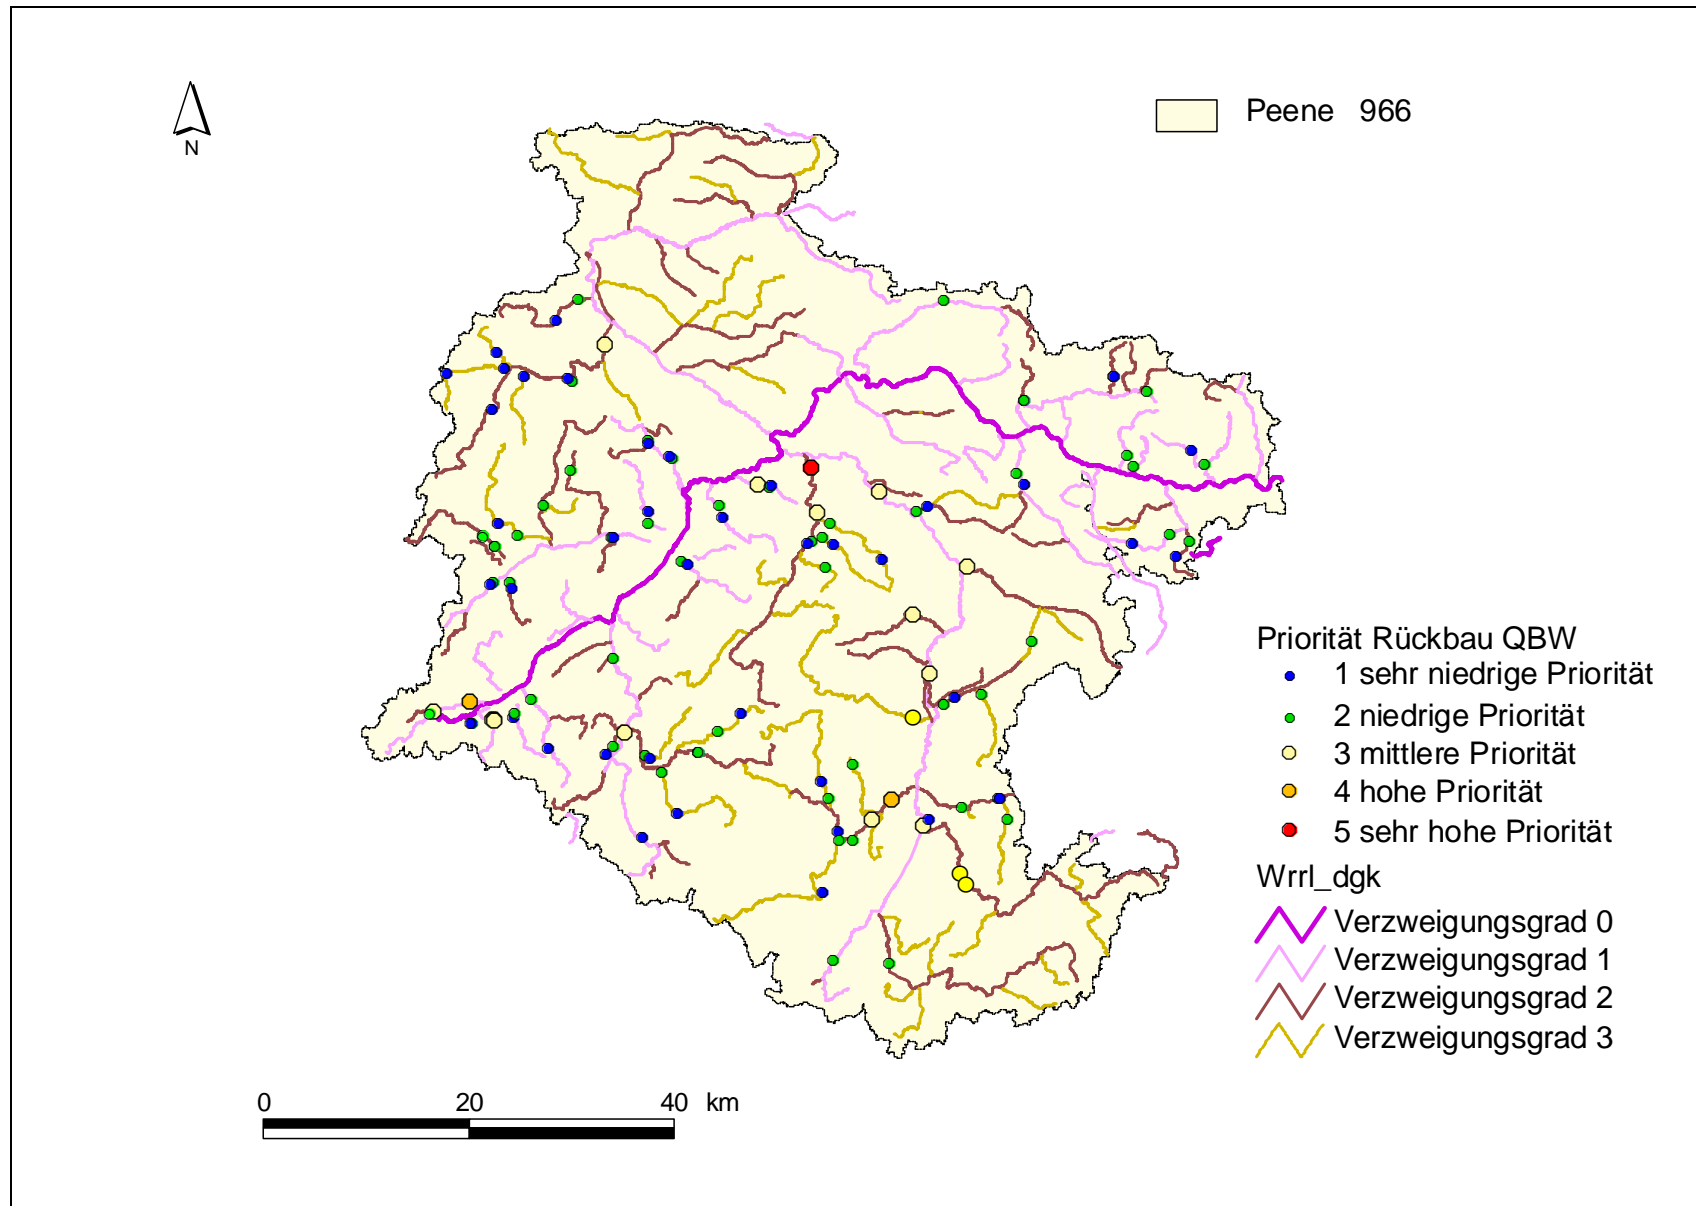 N
Peene 966
Priorität Rückbau QBW
1 sehr niedrige Priorität
2 niedrige Priorität
3 mittlere Priorität
4 hohe Priorität
5 sehr hohe Priorität
Wrrl_dgk
Verzweigungsgrad 0
Verzweigungsgrad 1
Verzweigungsgrad 2
Verzweigungsgrad 3
0 20 40 km